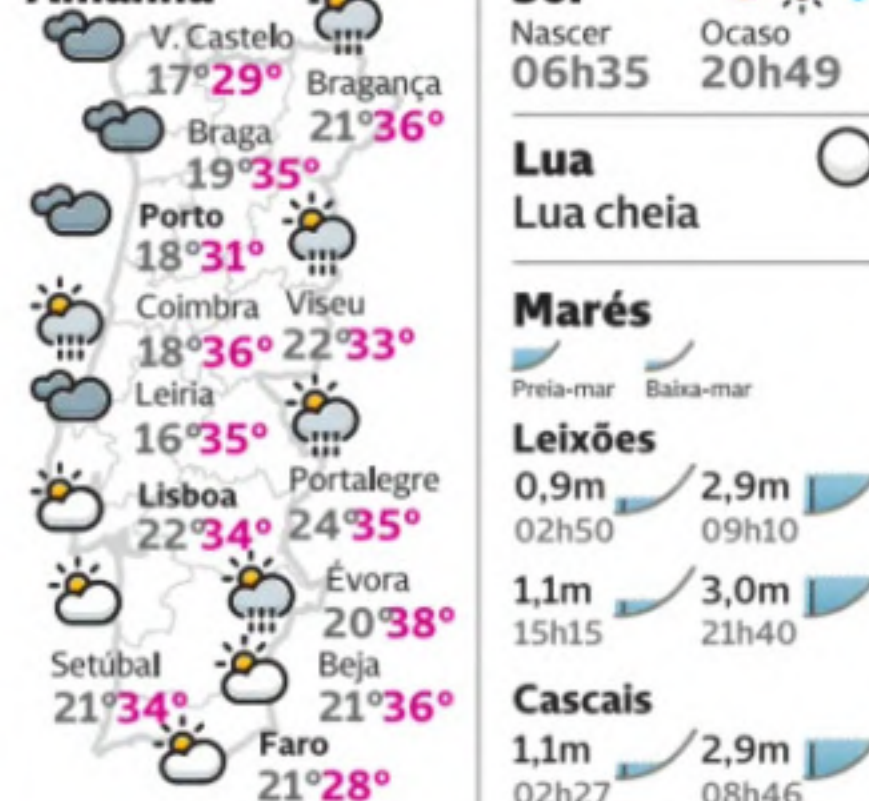 V. Castelo
17° 29°
Bragança
21° 36°
Braga
19° 35°
Porto
18° 31°
Coimbra
18° 36°
Viseu
22° 33°
Leiria
16° 35°
Portalegre
24° 35°
Lisboa
22° 34°
Évora
20° 38°
Setúbal
21° 34°
Beja
21° 36°
Faro
21° 28°
Nascer
06h35
Ocaso
20h49
Lua
Lua cheia
Marés
Preia-mar
Baixa-mar
Leixões
0,9m 2,9m
02h50 09h10
1,1m 3,0m
15h15 21h40
Cascais
1,1m 2,9m
02h27 08h46